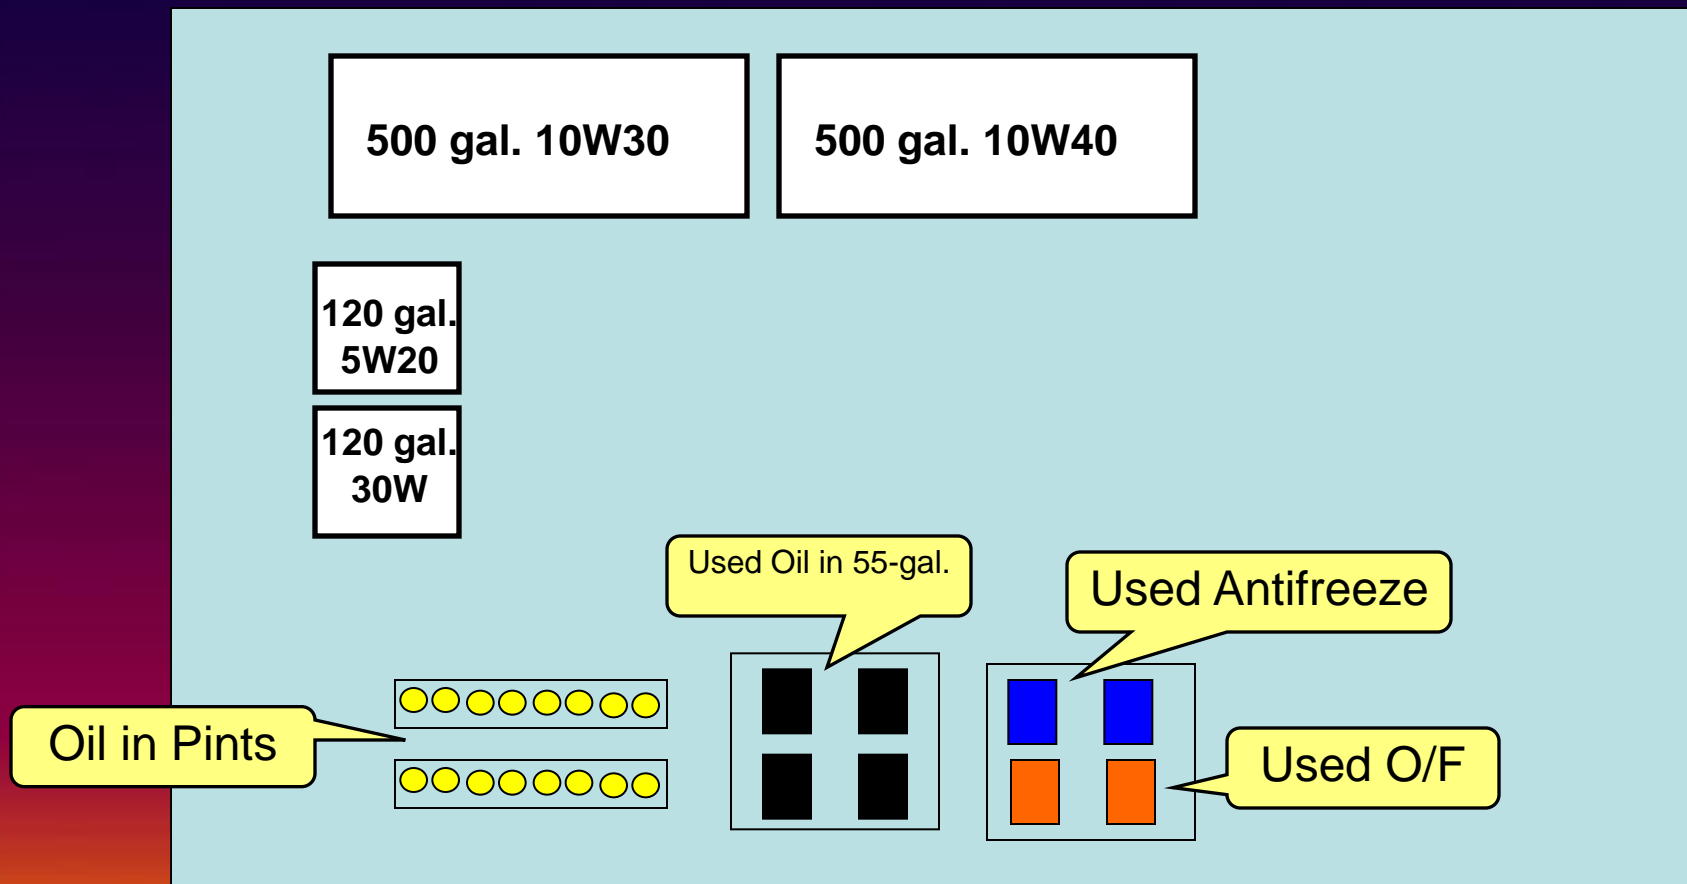 500 gal. 10W30
500 gal. 10W40
120 gal.
5W20
120 gal.
30W
Used Oil in 55-gal.
Used Antifreeze
Oil in Pints
Used O/F